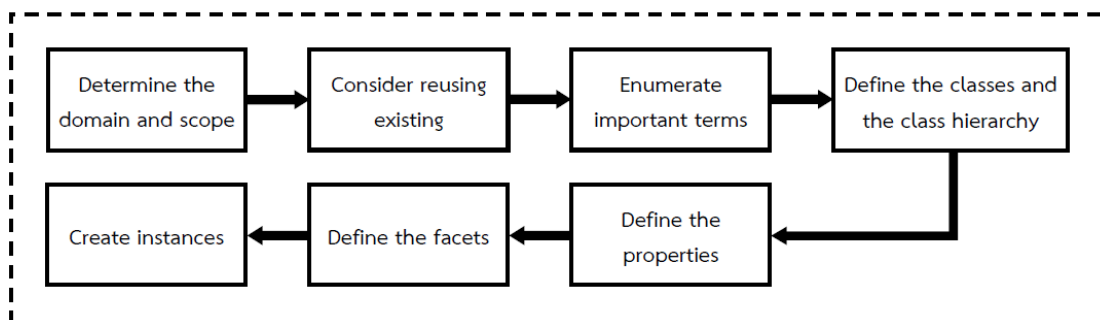 Determine the
domain and scope
Consider reusing
existing
Enumerate
important terms
Define the classes and
the class hierarchy
Define the
properties
Define the facets
Create instances